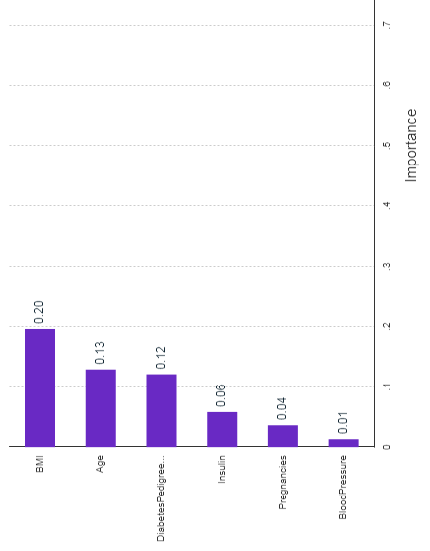 .7
.6
.5
.4
.3
.2
.1
0
Importance
0.20
0.13
0.12
0.06
0.04
0.01
BMI
Age
DiabetesPedigree...
Insulin
Pregnancies
BloocPressure